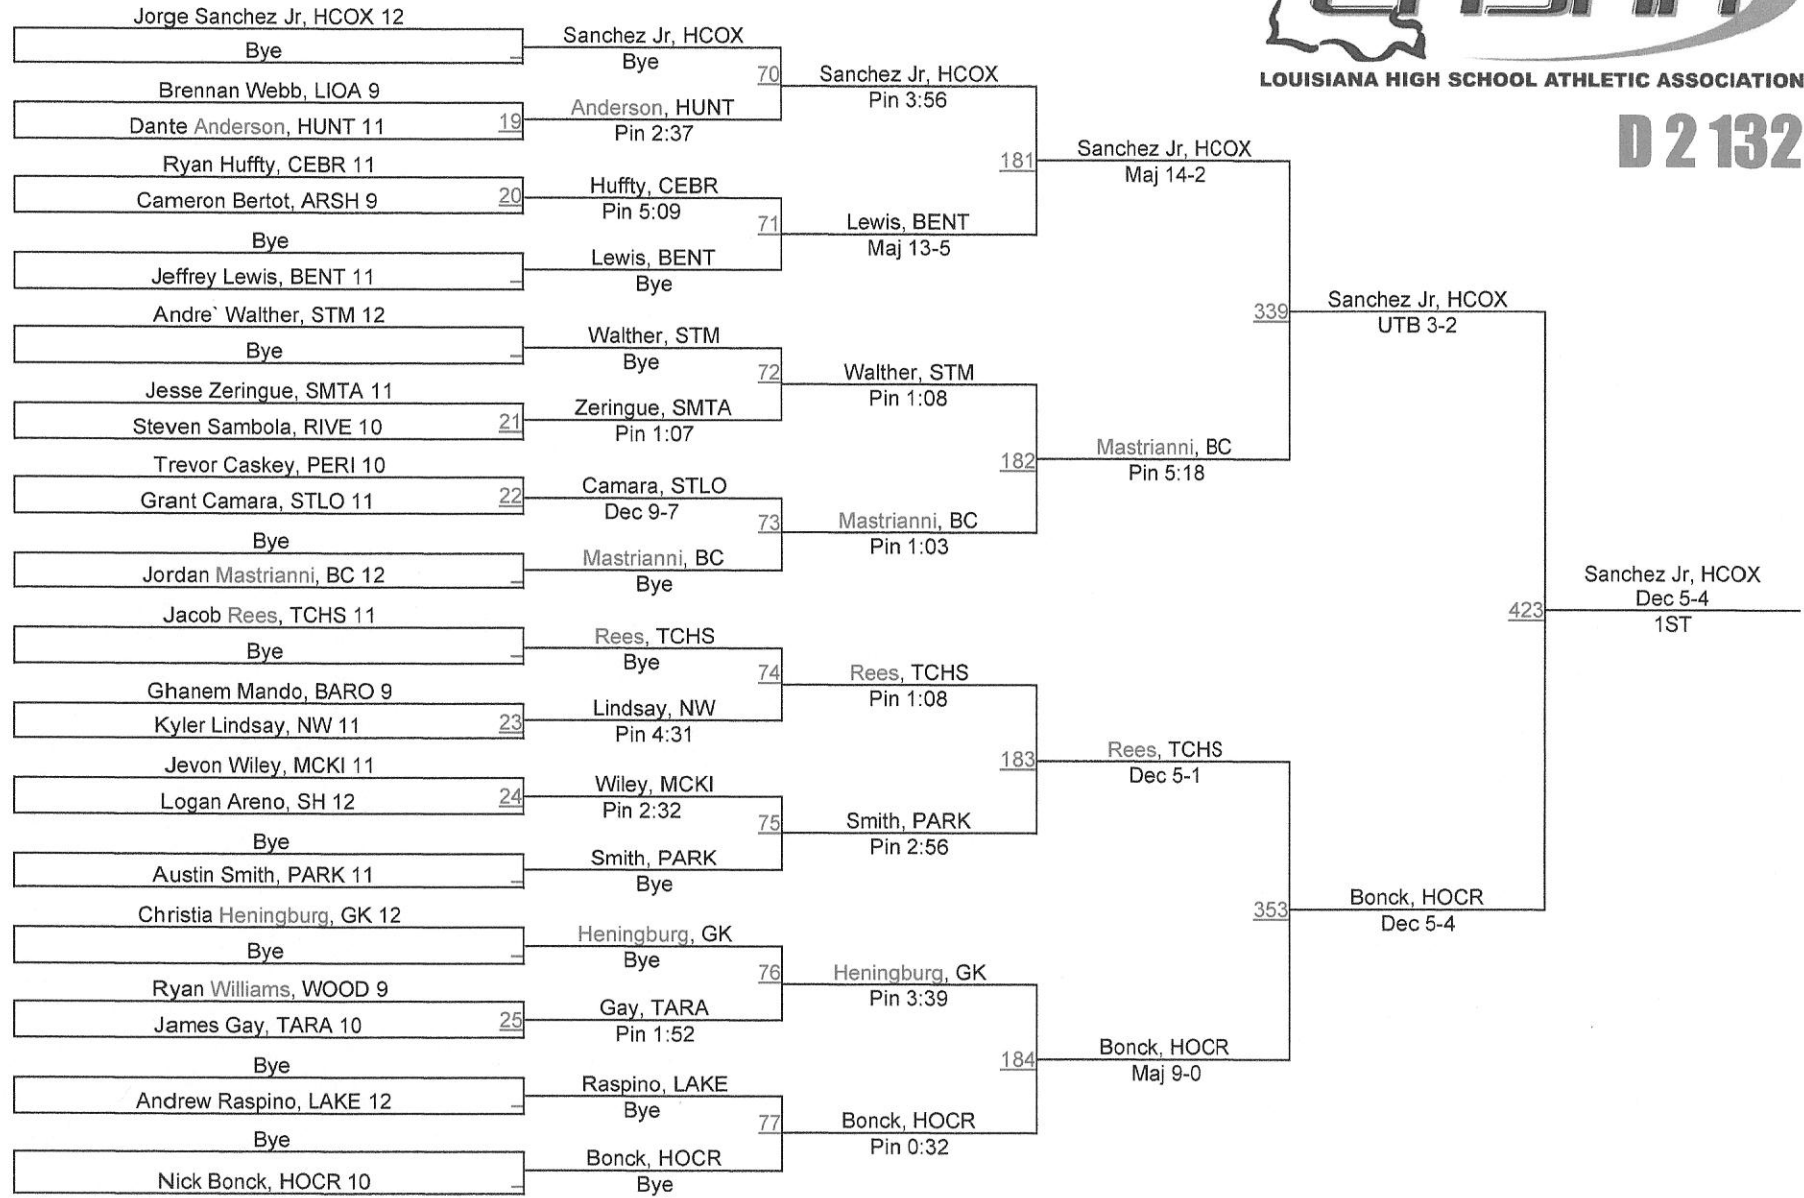 Jorge Sanchez Jr, HCOX 12
Bye
Brennan Webb, LIOA 9
Dante Anderson, HUNT 11
19
Ryan Huffty, CEBR 11
Cameron Bertot, ARSH 9
20
Bye
Jeffrey Lewis, BENT 11
Andre` Walther, STM 12
Bye
Jesse Zeringue, SMTA 11
Steven Sambola, RIVE 10
21
Trevor Caskey, PERI 10
Grant Camara, STLO 11
22
Bye
Jordan Mastrianni, BC 12
Jacob Rees, TCHS 11
Bye
Ghanem Mando, BARO 9
Kyler Lindsay, NW 11
23
Jevon Wiley, MCKI 11
Logan Areno, SH 12
24
Bye
Austin Smith, PARK 11
Christia Heningburg, GK 12
Bye
Ryan Williams, WOOD 9
James Gay, TARA 10
25
Bye
Andrew Raspino, LAKE 12
Bye
Nick Bonck, HOCR 10
Sanchez Jr, HCOX
Bye
70
Anderson, HUNT
Pin 2:37
Huffty, CEBR
Pin 5:09
71
Lewis, BENT
Bye
Walther, STM
Bye
72
Zeringue, SMTA
Pin 1:07
Camara, STLO
Dec 9-7
73
Mastrianni, BC
Bye
Rees, TCHS
Bye
74
Lindsay, NW
Pin 4:31
Wiley, MCKI
Pin 2:32
75
Smith, PARK
Bye
Heningburg, GK
Bye
76
Gay, TARA
Pin 1:52
Raspino, LAKE
Bye
77
Bonck, HOCR
Bye
Sanchez Jr, HCOX
Pin 3:56
181
Lewis, BENT
Maj 13-5
Walther, STM
Pin 1:08
182
Mastrianni, BC
Pin 1:03
Rees, TCHS
Pin 1:08
183
Smith, PARK
Pin 2:56
Heningburg, GK
Pin 3:39
184
Bonck, HOCR
Pin 0:32
Sanchez Jr, HCOX
Maj 14-2
339
Mastrianni, BC
Pin 5:18
Rees, TCHS
Dec 5-1
353
Bonck, HOCR
Maj 9-0
Sanchez Jr, HCOX
UTB 3-2
423
Bonck, HOCR
Dec 5-4
Sanchez Jr, HCOX
Dec 5-4
1ST
LOUISIANA HIGH SCHOOL ATHLETIC ASSOCIATION
D 2 132